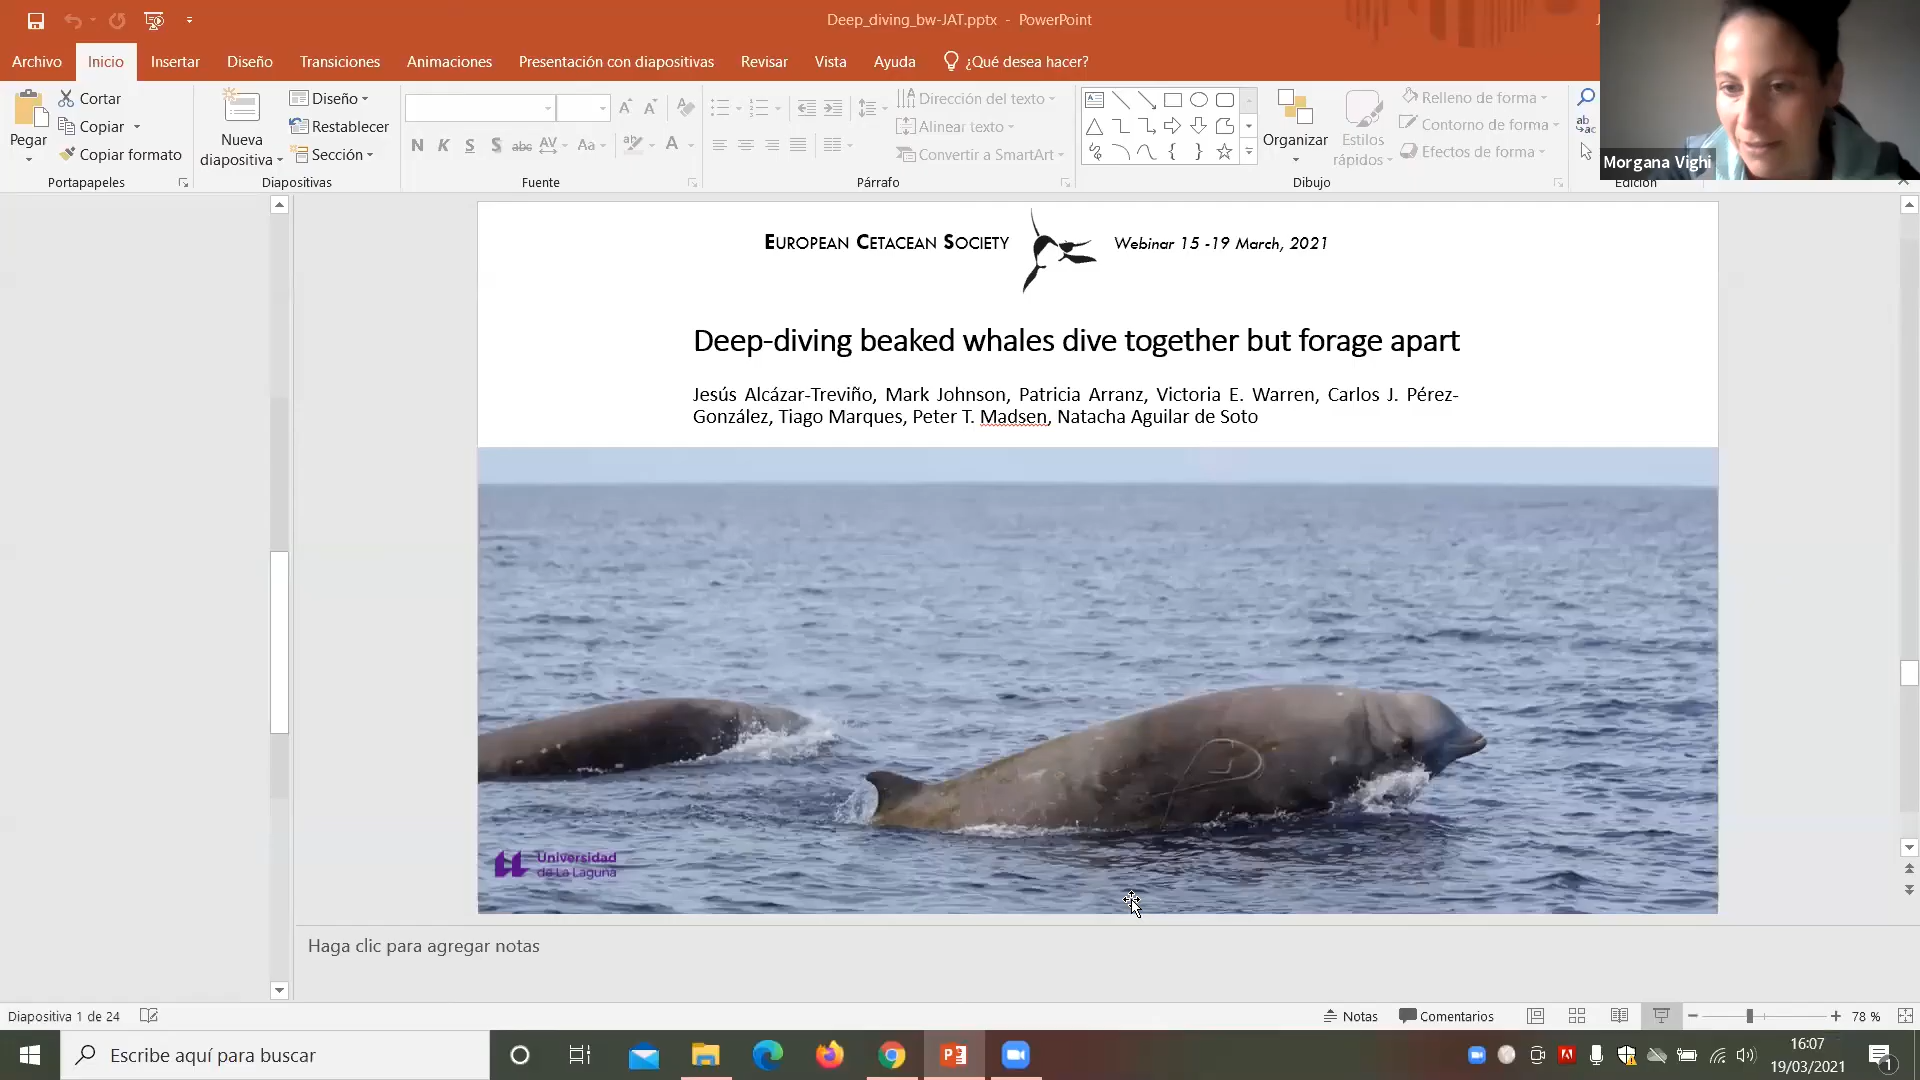 Deep_diving_bw-JAT.pptx - PowerPoint
Archivo Inicio Insertar Diseño Transiciones Animaciones Presentación con diapositivas Revisar Vista Ayuda ¿Qué desea hacer?
Pegar
Cortar
Copiar
Copiar formato
Portapapeles
Nueva diapositiva
Diseño
Restablecer
Sección
Diapositivas
N K S S abc AV Aa A
Fuente
Dirección del texto
Alinear texto
Convertir a SmartArt
Párrafo
Organizar
Estilos rápidos
Relleno de forma
Contorno de forma
Efectos de forma
Dibujo
Edición
Morgana Vighi
EUROPEAN CETACEAN SOCIETY Webinar 15 -19 March, 2021
Deep-diving beaked whales dive together but forage apart
Jesús Alcázar-Treviño, Mark Johnson, Patricia Arranz, Victoria E. Warren, Carlos J. Pérez-
González, Tiago Marques, Peter T. Madsen, Natacha Aguilar de Soto
Universidad
de La Laguna
Haga clic para agregar notas
Diapositiva 1 de 24 Notas Comentarios 78 %
Escribe aquí para buscar
16:07
19/03/2021
1